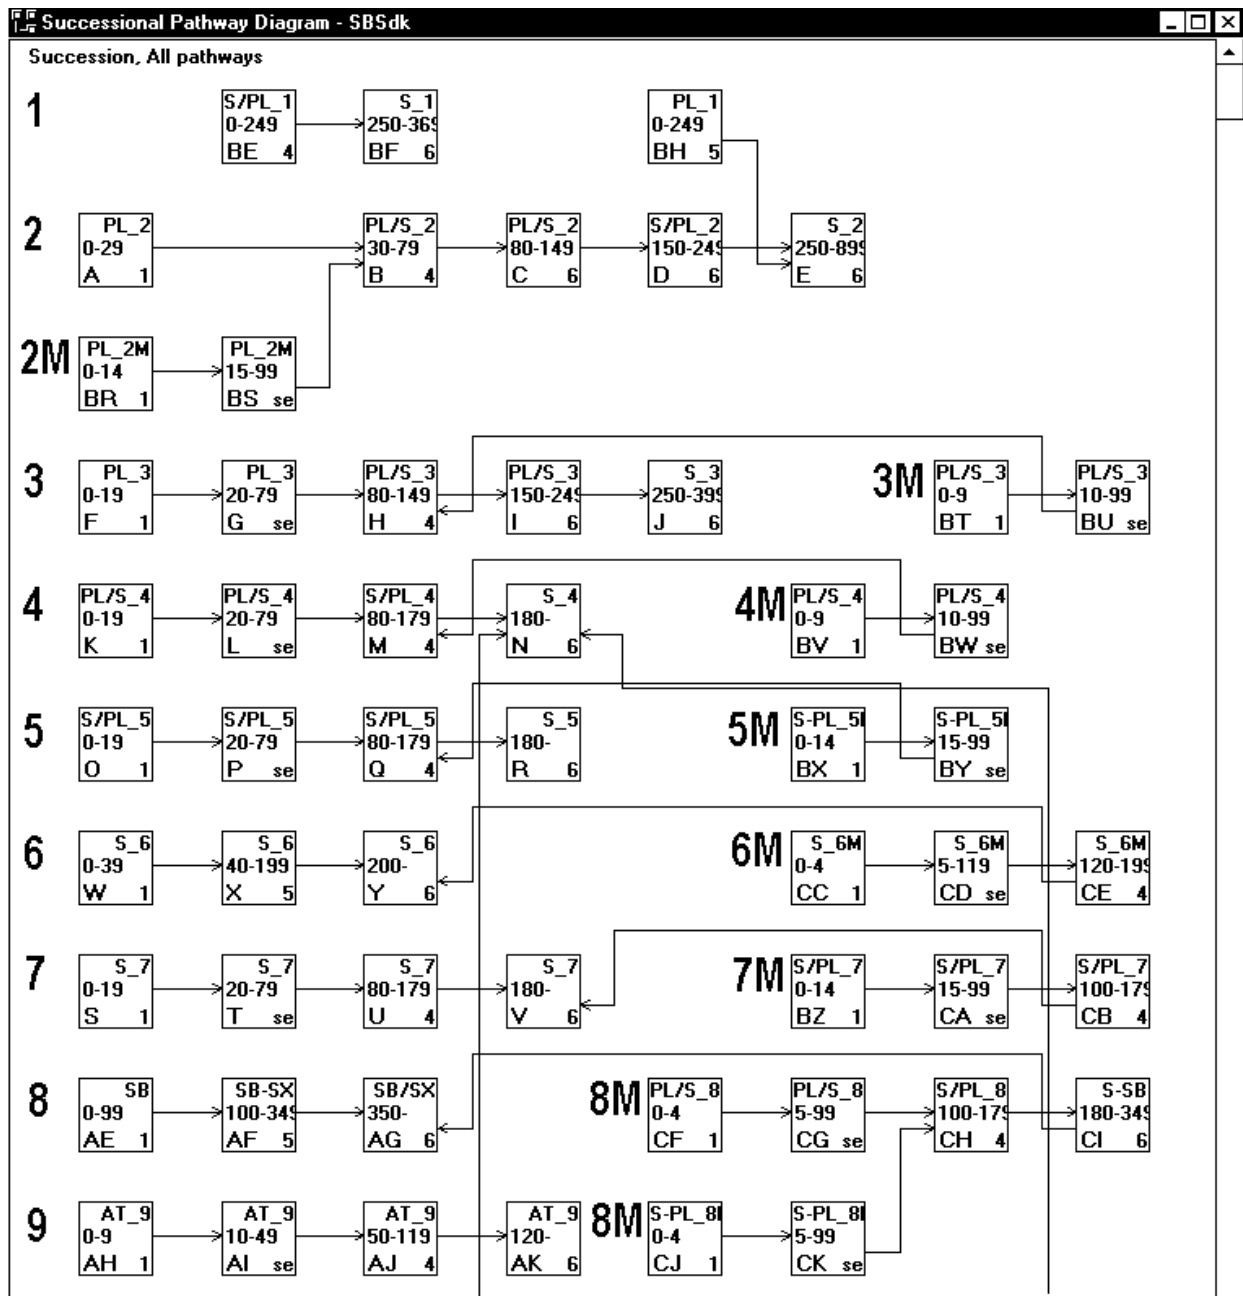 Successional Pathway Diagram - SBSdk
Succession, All pathways
1
S/PL_1
0-249
BE 4
S_1
250-369
BF 6
PL_1
0-249
BH 5
2
PL_2
0-29
A 1
PL/S_2
30-79
B 4
PL/S_2
80-149
C 6
S/PL_2
150-249
D 6
S_2
250-899
E 6
2M
PL_2M
0-14
BR 1
PL_2M
15-99
BS se
3
PL_3
0-19
F 1
PL_3
20-79
G se
PL/S_3
80-149
H 4
PL/S_3
150-249
I 6
S_3
250-399
J 6
3M
PL/S_3
0-9
BT 1
PL/S_3
10-99
BU se
4
PL/S_4
0-19
K 1
PL/S_4
20-79
L se
S/PL_4
80-179
M 4
S_4
180-
N 6
4M
PL/S_4
0-9
BV 1
PL/S_4
10-99
BW se
5
S/PL_5
0-19
O 1
S/PL_5
20-79
P se
S/PL_5
80-179
Q 4
S_5
180-
R 6
5M
S-PL_5
0-14
BX 1
S-PL_5
15-99
BY se
6
S_6
0-39
W 1
S_6
40-199
X 5
S_6
200-
Y 6
6M
S_6M
0-4
CC 1
S_6M
5-119
CD se
S_6M
120-199
CE 4
7
S_7
0-19
S 1
S_7
20-79
T se
S_7
80-179
U 4
S_7
180-
V 6
7M
S/PL_7
0-14
BZ 1
S/PL_7
15-99
CA se
S/PL_7
100-179
CB 4
8
SB
0-99
AE 1
SB-SX
100-349
AF 5
SB/SX
350-
AG 6
8M
PL/S_8
0-4
CF 1
PL/S_8
5-99
CG se
S/PL_8
100-179
CH 4
S-SB
180-349
CI 6
9
AT_9
0-9
AH 1
AT_9
10-49
AI se
AT_9
50-119
AJ 4
AT_9
120-
AK 6
8M
S-PL_8
0-4
CJ 1
S-PL_8
5-99
CK se